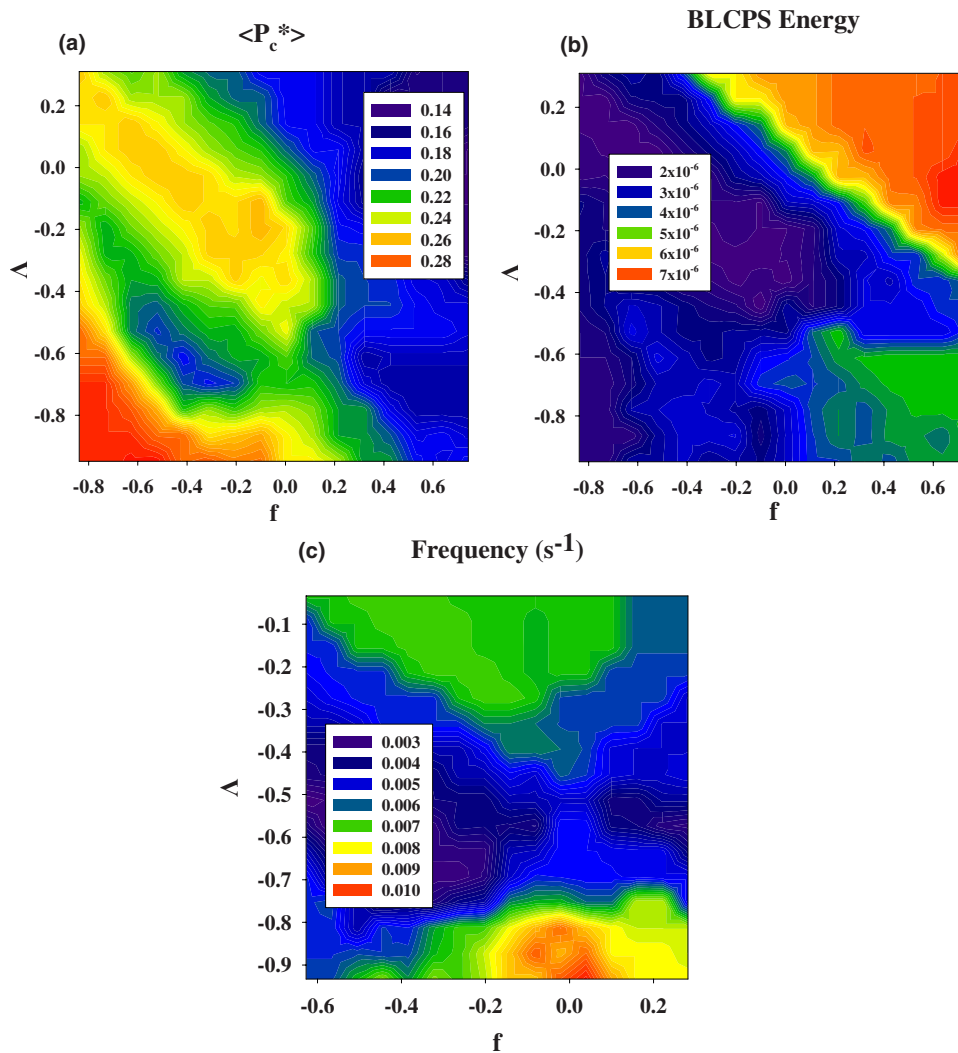 (a) <P_c*>
0.2
0.0
-0.2
-0.4
-0.6
-0.8
Λ
0.14
0.16
0.18
0.20
0.22
0.24
0.26
0.28
-0.8 -0.6 -0.4 -0.2 0.0 0.2 0.4 0.6
f
BLCPS Energy
(b)
0.2
0.0
-0.2
-0.4
-0.6
-0.8
Λ
2x10⁻⁶
3x10⁻⁶
4x10⁻⁶
5x10⁻⁶
6x10⁻⁶
7x10⁻⁶
-0.8 -0.6 -0.4 -0.2 0.0 0.2 0.4 0.6
f
(c) Frequency (s⁻¹)
-0.1
-0.2
-0.3
-0.4
-0.5
-0.6
-0.7
-0.8
-0.9
Λ
0.003
0.004
0.005
0.006
0.007
0.008
0.009
0.010
-0.6 -0.4 -0.2 0.0 0.2
f